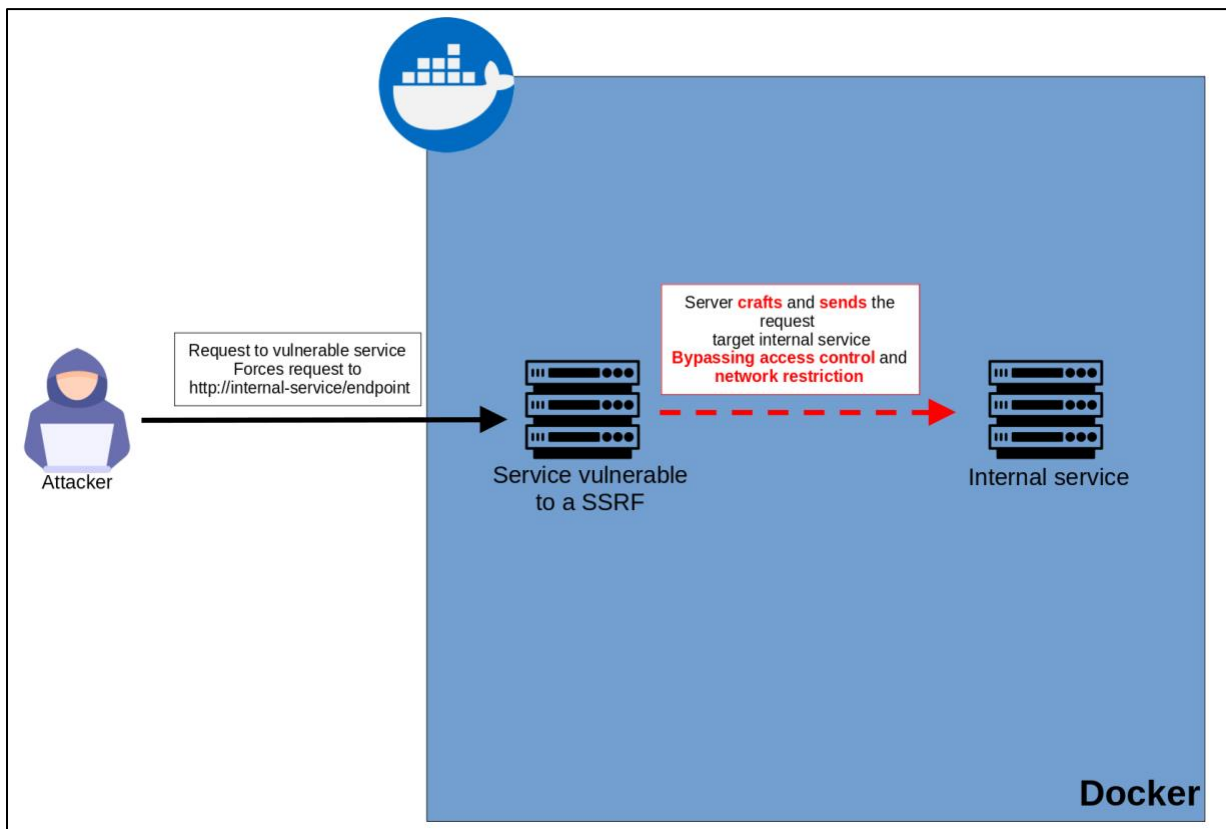 Server crafts and sends the
request
target internal service
Bypassing access control and
network restriction
Request to vulnerable service
Forces request to
http://internal-service/endpoint
Attacker
Service vulnerable
to a SSRF
Internal service
Docker